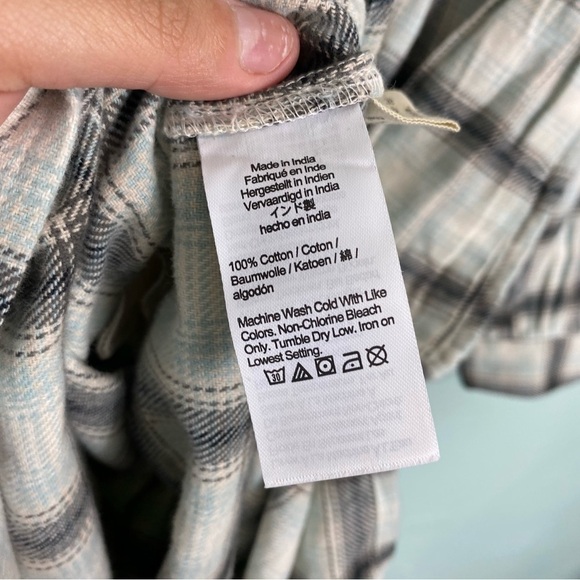 Made in India
Fabriqué en Inde
Hergestellt in Indien
Vervaardigd in India
インド製
hecho en india
100% Cotton / Coton /
Baumwolle / Katoen / 綿 /
algodón
Machine Wash Cold With Like
Colors. Non-Chlorine Bleach
Only. Tumble Dry Low. Iron on
Lowest Setting.
30